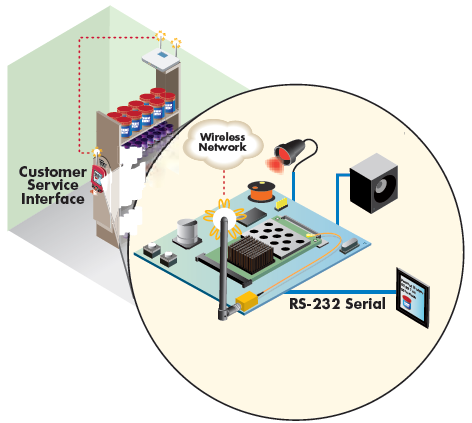 Wireless
Network
Customer
Service
Interface
RS-232 Serial